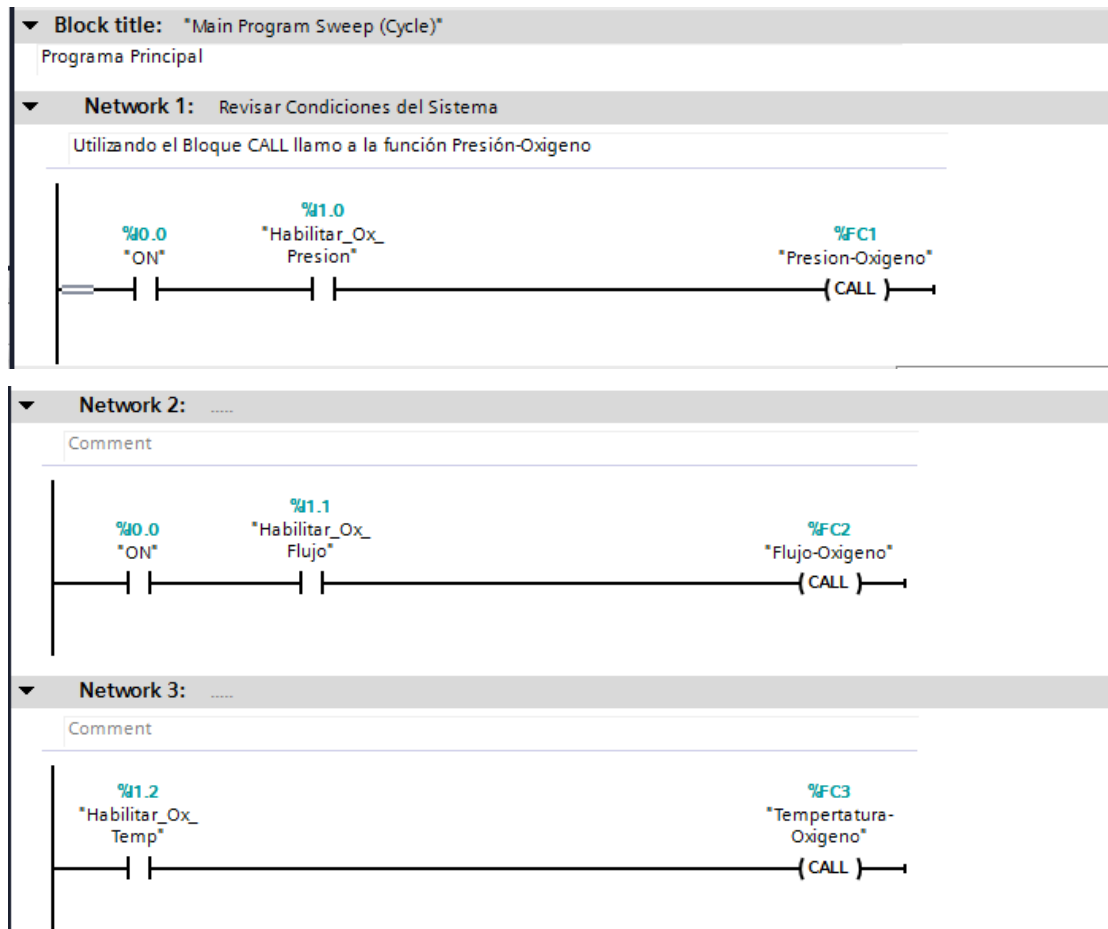 Block title: "Main Program Sweep (Cycle)"
Programa Principal
Network 1: Revisar Condiciones del Sistema
Utilizando el Bloque CALL llamo a la función Presión-Oxigeno
%I0.0
"ON"
%I1.0
"Habilitar_Ox_
Presion"
%FC1
"Presion-Oxigeno"
CALL
Network 2: .....
Comment
%I0.0
"ON"
%I1.1
"Habilitar_Ox_
Flujo"
%FC2
"Flujo-Oxigeno"
CALL
Network 3: .....
Comment
%I1.2
"Habilitar_Ox_
Temp"
%FC3
"Tempertatura-
Oxigeno"
CALL